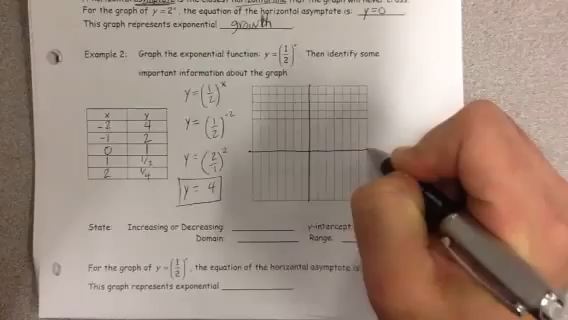 For the graph of y = 2ˣ, the equation of the horizontal asymptote is: y=0
This graph represents exponential growth
Example 2: Graph the exponential function: y = (1/2)ˣ Then identify some
important information about the graph
x y
-2 4
-1 2
0 1
1 1/2
2 1/4
y = (1/2)ˣ
y = (1/2)⁻²
y = (2/1)²
y = 4
State: Increasing or Decreasing: y-intercept
Domain: Range:
For the graph of y = (1/2)ˣ, the equation of the horizontal asymptote is
This graph represents exponential